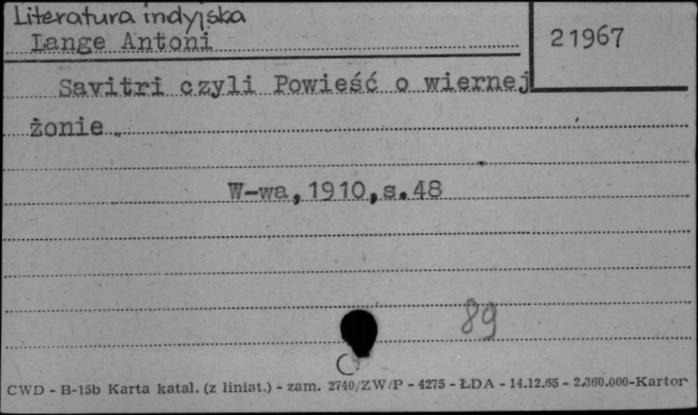 Literatura indyjska
Lange Antoni
21967
Savitri czyli Powieść o wiernej
żonie.
W-wa,1910,s.48
89
C
CWD - B-15b Karta katal. (z liniat.) - zam. 2740/ZW/P - 4275 - ŁDA - 14.12.65 - 2.360.000-Kartor